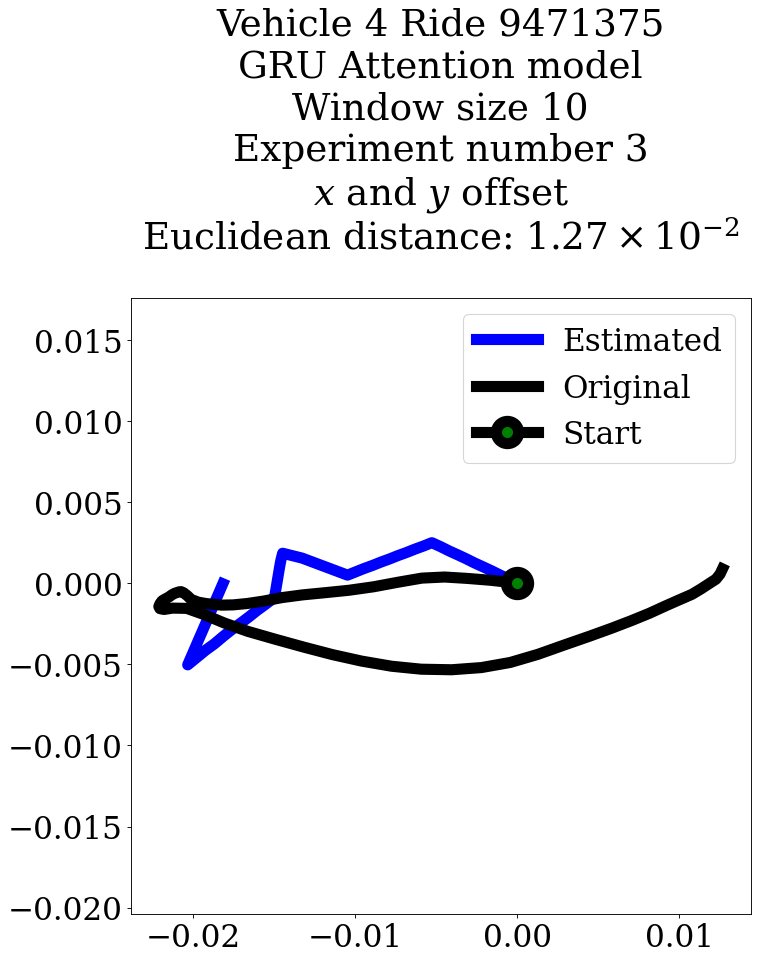 Vehicle 4 Ride 9471375
GRU Attention model
Window size 10
Experiment number 3
x and y offset
Euclidean distance: 1.27 × 10⁻²
Estimated
Original
Start
0.015
0.010
0.005
0.000
−0.005
−0.010
−0.015
−0.020
−0.02 −0.01 0.00 0.01